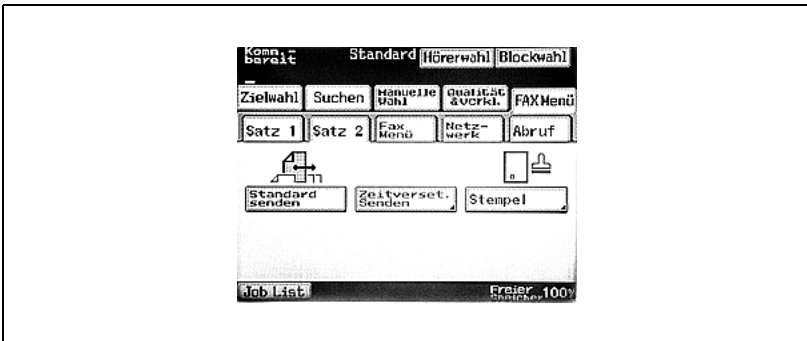 Komm.-
bereit
Standard Hörerwahl Blockwahl
Zielwahl Suchen Manuelle Wahl Qualität &verkl. FAX Menü
Satz 1 Satz 2 Fax Menü Netz-werk Abruf
Standard senden Zeitverset. Senden Stempel
Job List Freier Speicher 100%